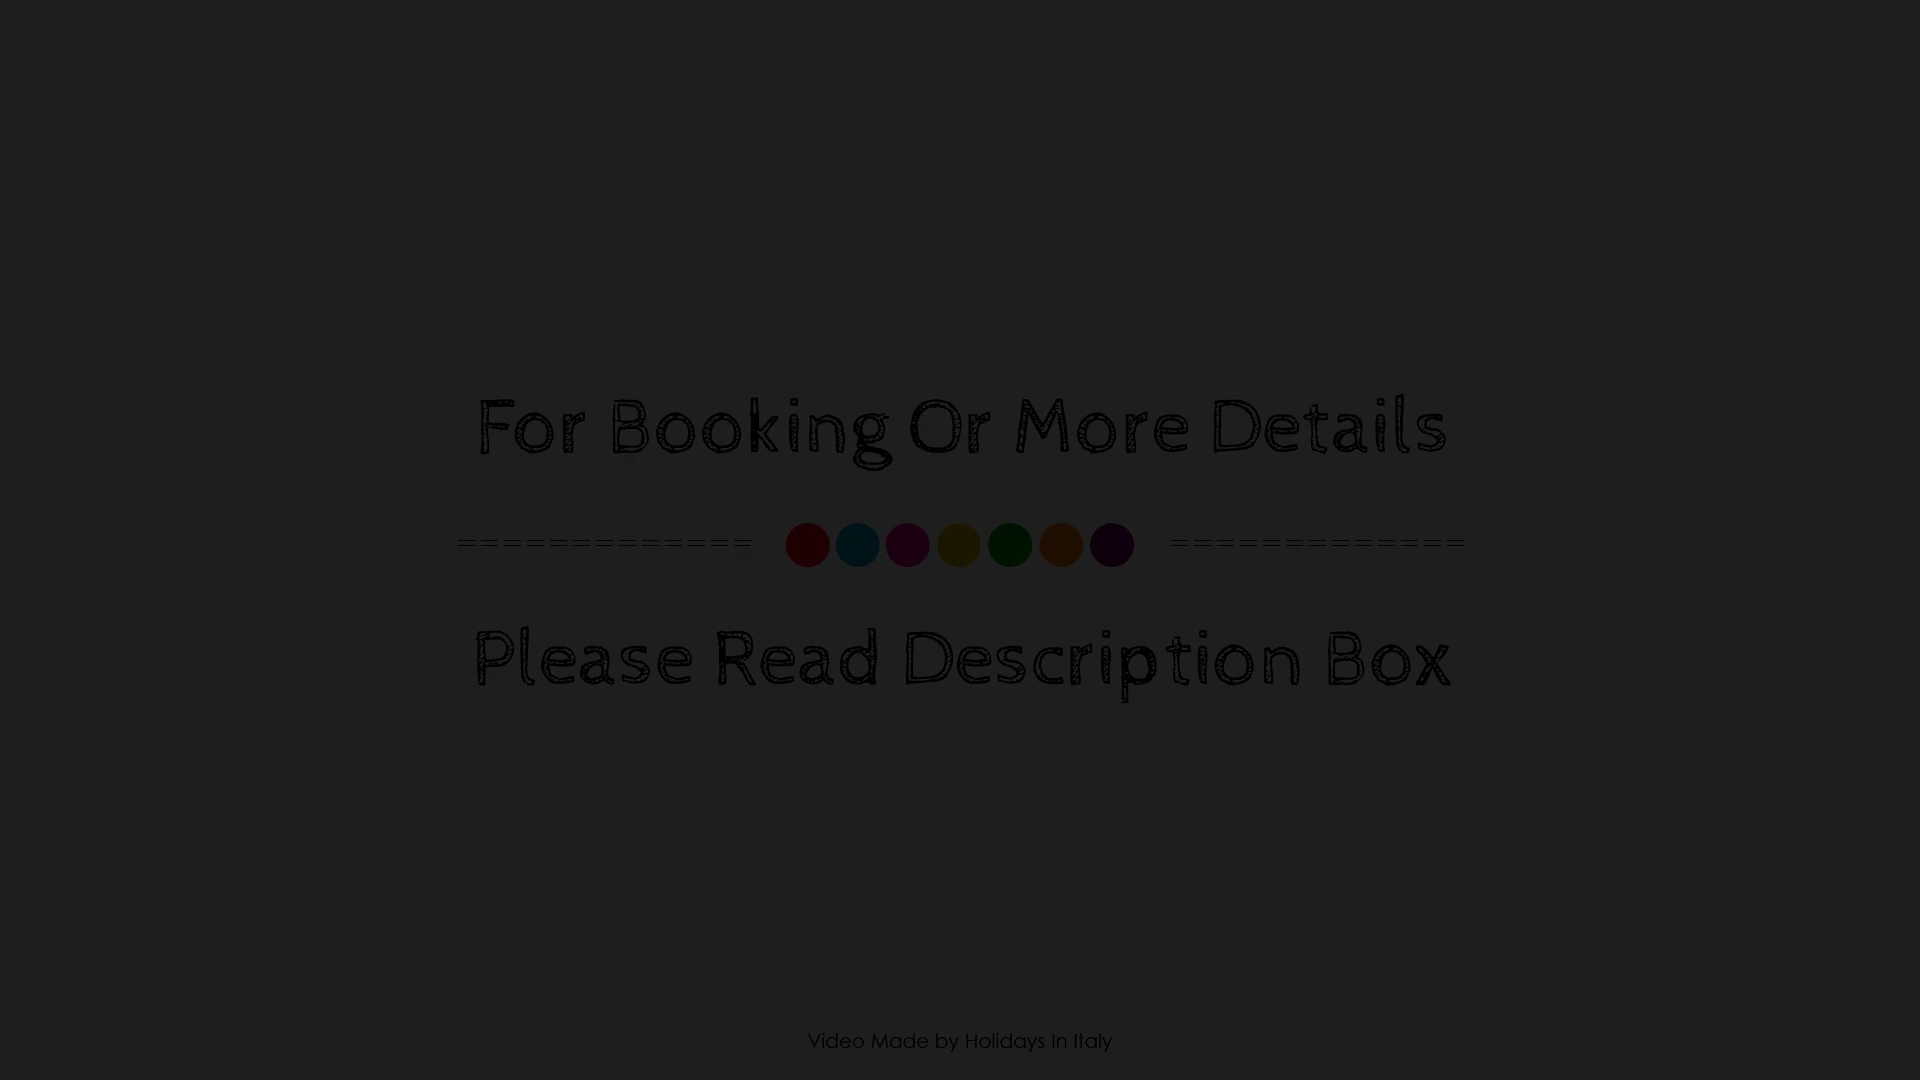 For Booking Or More Details
============= =============
Please Read Description Box
Video Made by Holidays In Italy